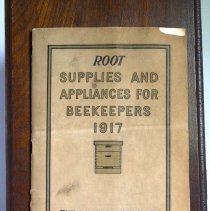 ROOT
SUPPLIES AND
APPLIANCES FOR
BEEKEEPERS
1917